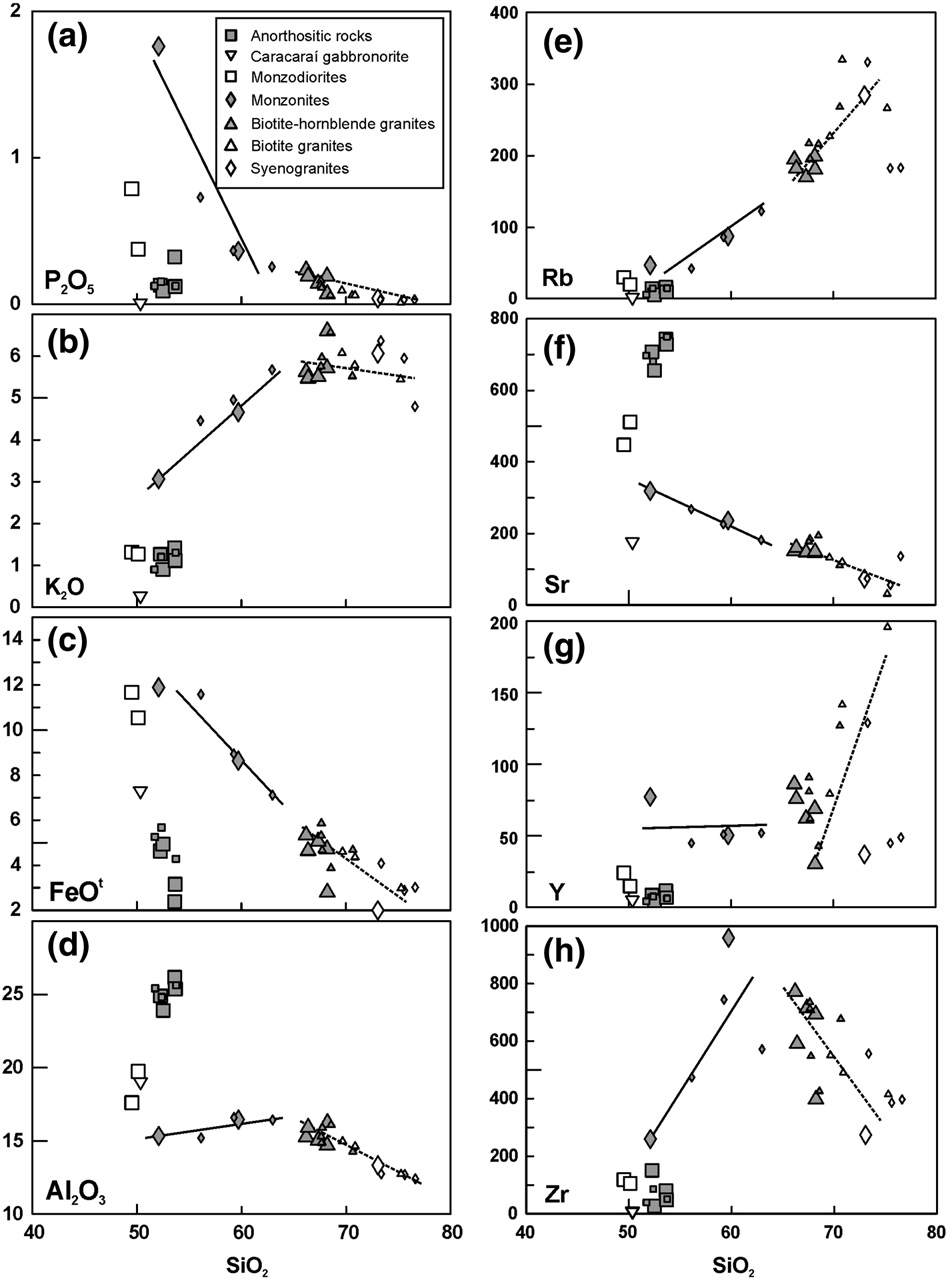 (a)
2
1
0
P₂O₅
Anorthositic rocks
Caracaraí gabbronorite
Monzodiorites
Monzonites
Biotite-hornblende granites
Biotite granites
Syenogranites
(b)
6
5
4
3
2
1
0
K₂O
(c)
14
12
10
8
6
4
2
FeOᵗ
(d)
25
20
15
10
Al₂O₃
40 50 60 70 80
SiO₂
(e)
400
300
200
100
0
Rb
(f)
800
600
400
200
0
Sr
(g)
200
150
100
50
0
Y
(h)
1000
800
600
400
200
0
Zr
40 50 60 70 80
SiO₂